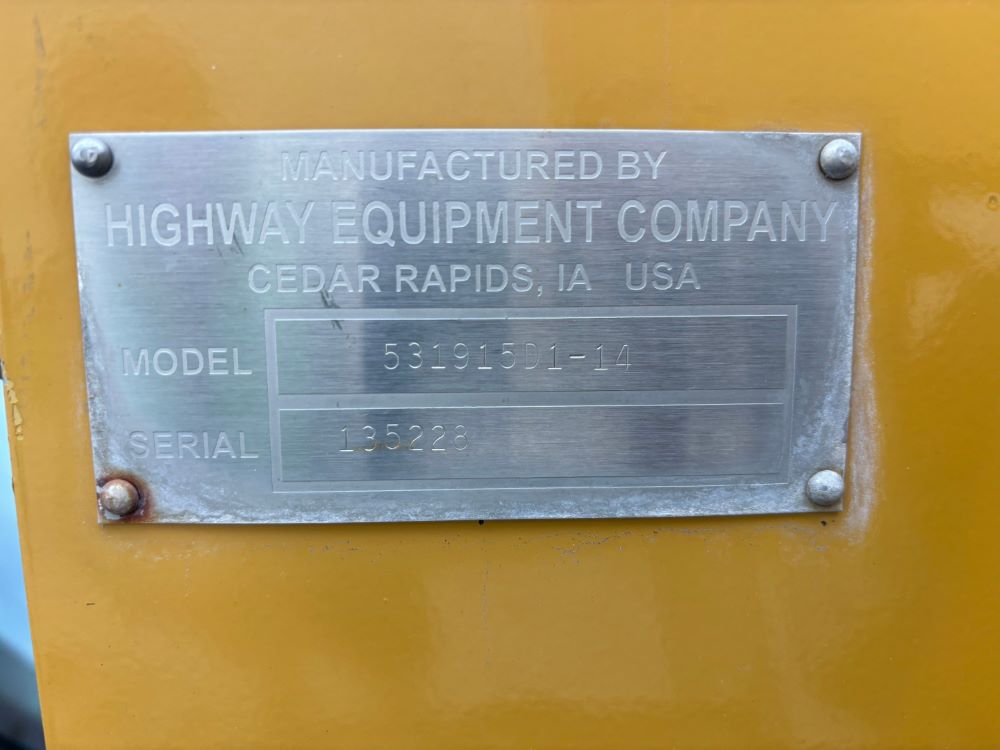 MANUFACTURED BY
HIGHWAY EQUIPMENT COMPANY
CEDAR RAPIDS, IA USA
MODEL 531915D1-14
SERIAL 135228